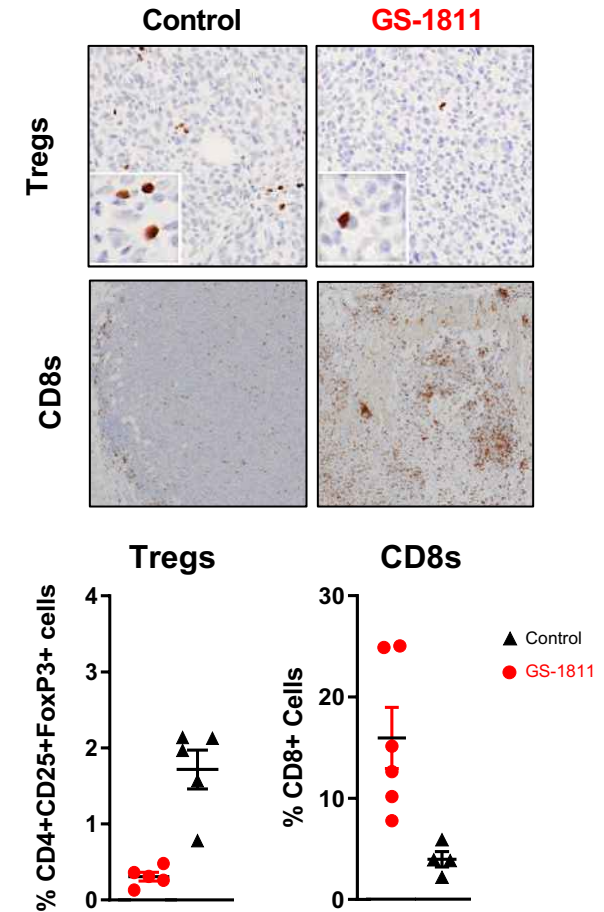 Control GS-1811
Tregs
CD8s
Tregs
% CD4+CD25+FoxP3+ cells
4
3
2
1
0
CD8s
% CD8+ Cells
30
20
10
0
Control
GS-1811